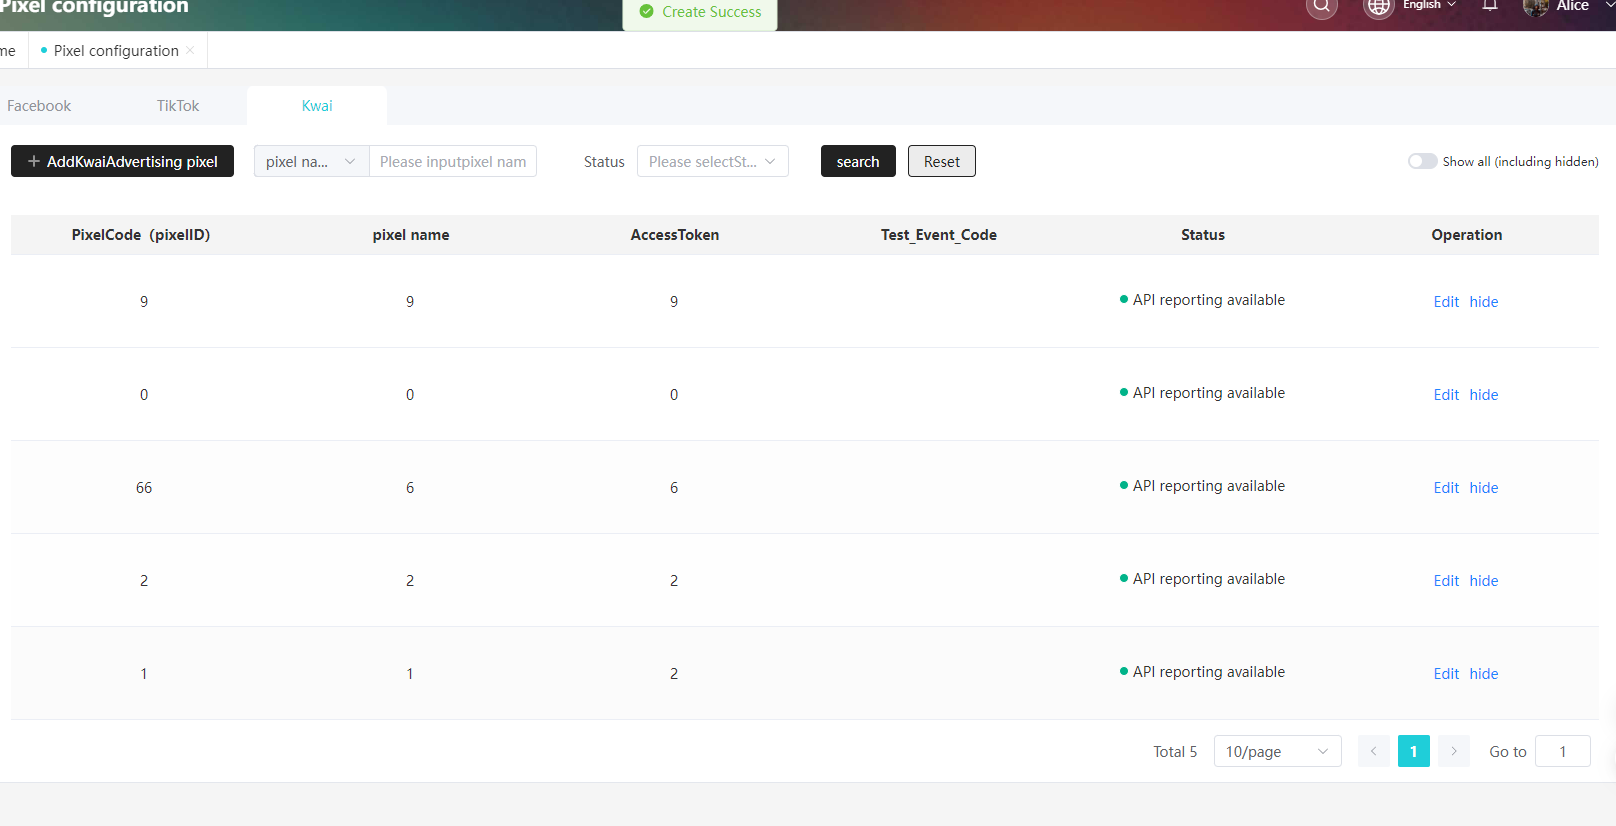 Pixel configuration
Create Success
English
Alice
me
Pixel configuration
Facebook
TikTok
Kwai
AddKwaiAdvertising pixel
pixel na...
Please inputpixel nam
Status
Please selectSt...
search
Reset
Show all (including hidden)
PixelCode（pixelID） pixel name AccessToken Test_Event_Code Status Operation
9 9 9 API reporting available Edit hide
0 0 0 API reporting available Edit hide
66 6 6 API reporting available Edit hide
2 2 2 API reporting available Edit hide
1 1 2 API reporting available Edit hide
Total 5 10/page 1 Go to 1